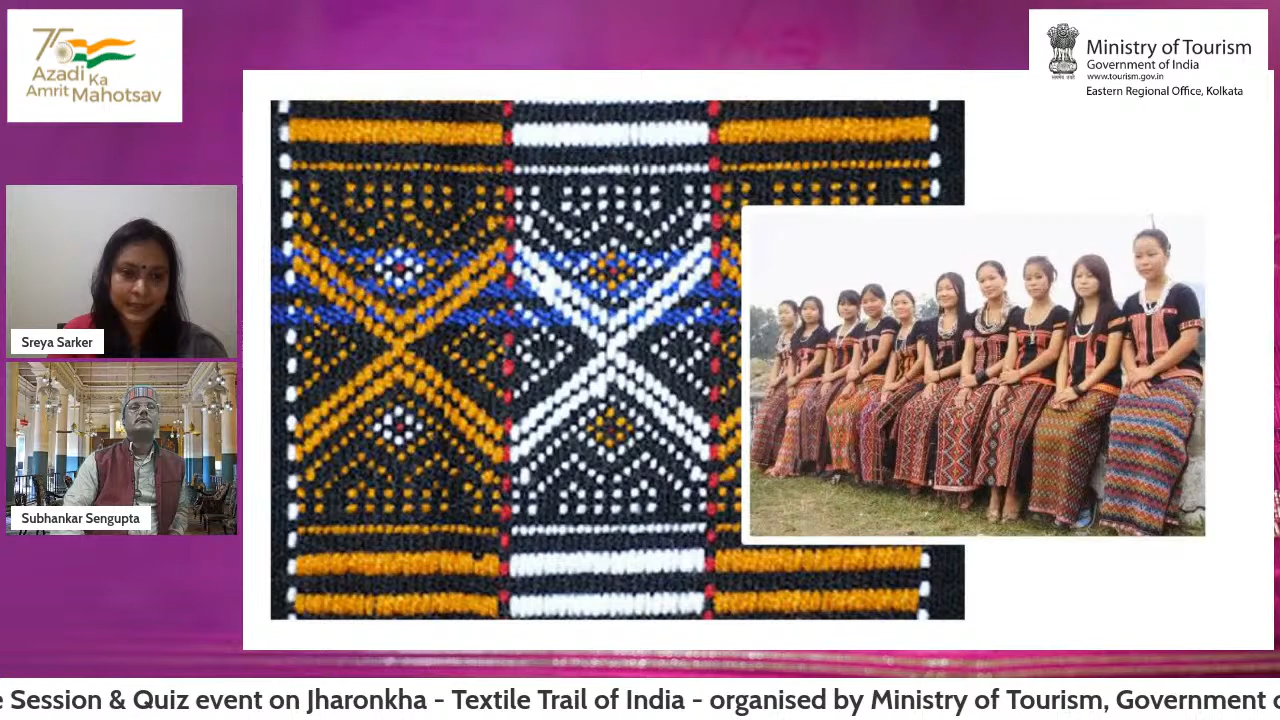 75
Azadi Ka
Amrit Mahotsav
Ministry of Tourism
Government of India
www.tourism.gov.in
Eastern Regional Office, Kolkata
Sreya Sarker
Subhankar Sengupta
e Session & Quiz event on Jharonkha - Textile Trail of India - organised by Ministry of Tourism, Government